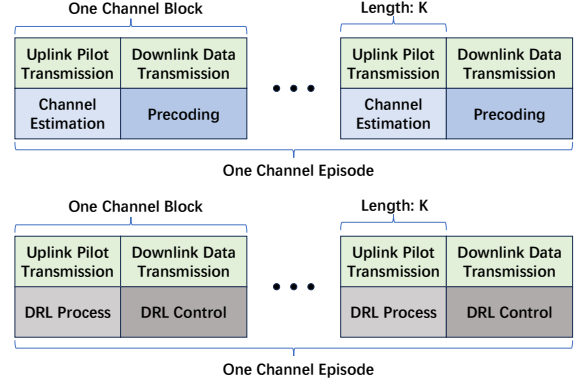 One Channel Block
Length: K
Uplink Pilot
Transmission
Downlink Data
Transmission
Uplink Pilot
Transmission
Downlink Data
Transmission
Channel
Estimation
Precoding
Channel
Estimation
Precoding
One Channel Episode
One Channel Block
Length: K
Uplink Pilot
Transmission
Downlink Data
Transmission
Uplink Pilot
Transmission
Downlink Data
Transmission
DRL Process
DRL Control
DRL Process
DRL Control
One Channel Episode